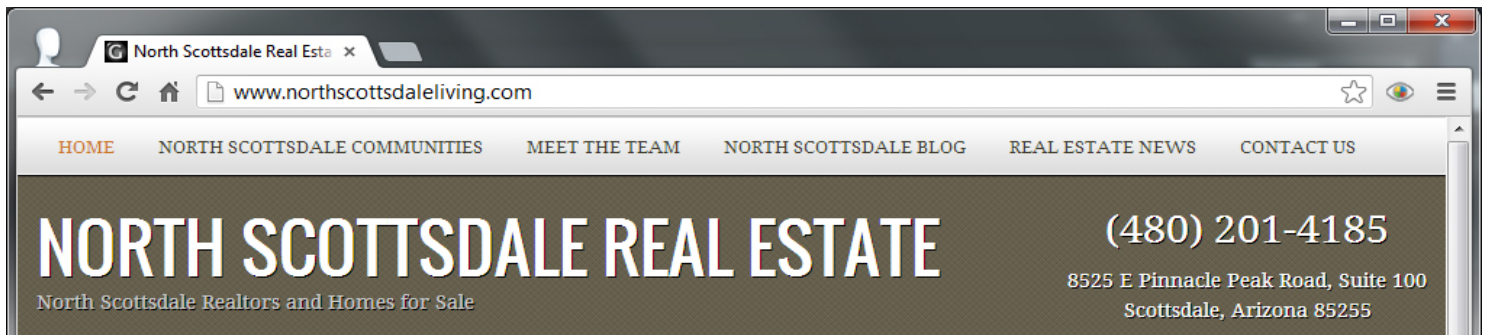 North Scottsdale Real Esta
www.northscottsdaleliving.com
HOME NORTH SCOTTSDALE COMMUNITIES MEET THE TEAM NORTH SCOTTSDALE BLOG REAL ESTATE NEWS CONTACT US
NORTH SCOTTSDALE REAL ESTATE
North Scottsdale Realtors and Homes for Sale
(480) 201-4185
8525 E Pinnacle Peak Road, Suite 100
Scottsdale, Arizona 85255